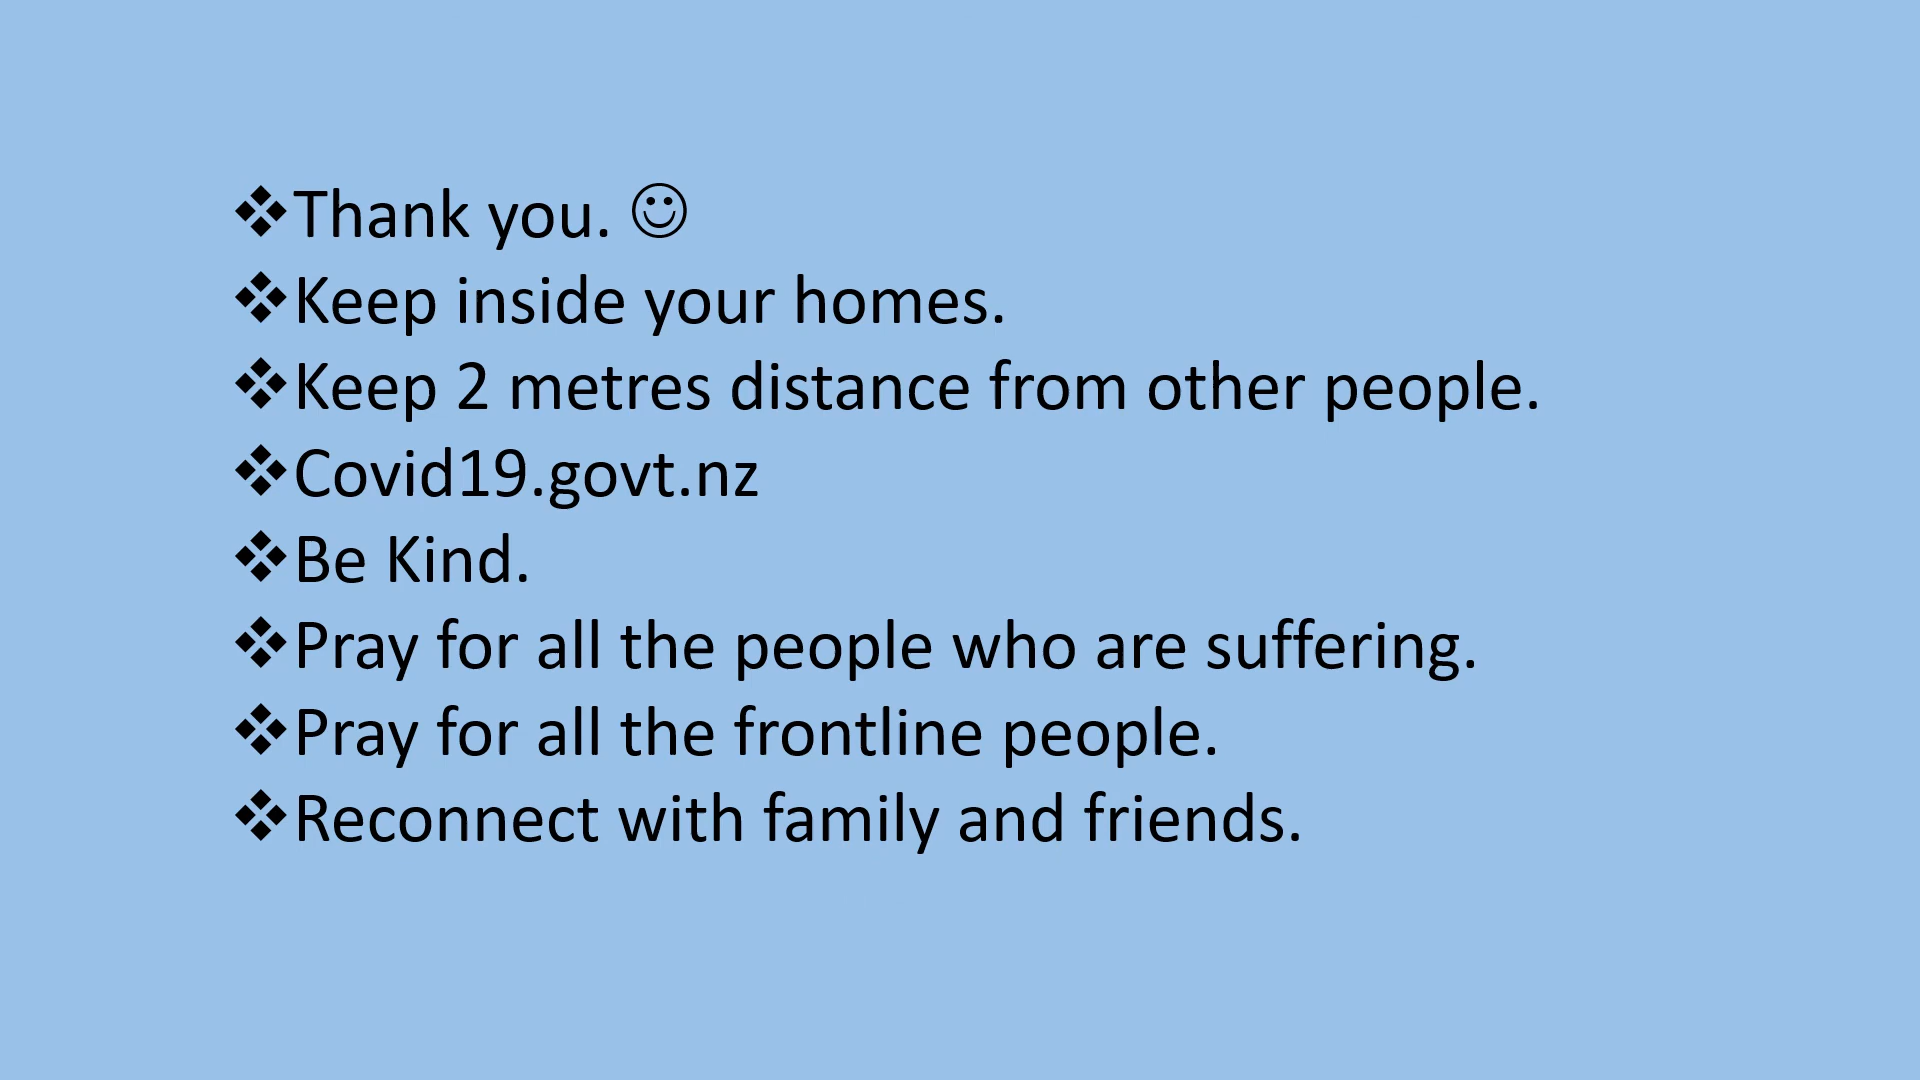 ❖Thank you. ☺
❖Keep inside your homes.
❖Keep 2 metres distance from other people.
❖Covid19.govt.nz
❖Be Kind.
❖Pray for all the people who are suffering.
❖Pray for all the frontline people.
❖Reconnect with family and friends.